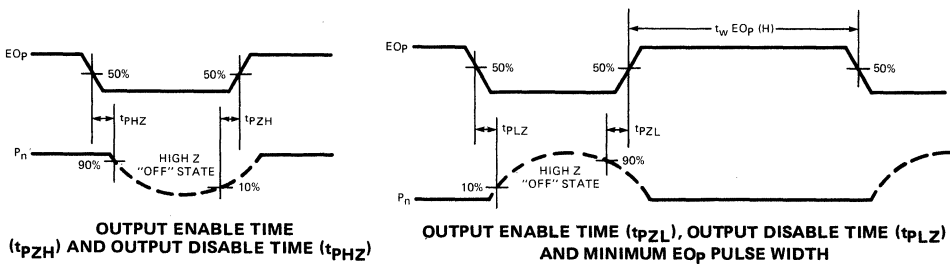 EOP
50%
50%
tPHZ
tPZH
Pn
90%
HIGH Z
"OFF" STATE
10%
OUTPUT ENABLE TIME
(tPZH) AND OUTPUT DISABLE TIME (tPHZ)
tw EOP (H)
EOP
50%
50%
50%
tPLZ
tPZL
90%
HIGH Z
"OFF" STATE
10%
Pn
OUTPUT ENABLE TIME (tPZL), OUTPUT DISABLE TIME (tPLZ)
AND MINIMUM EOP PULSE WIDTH